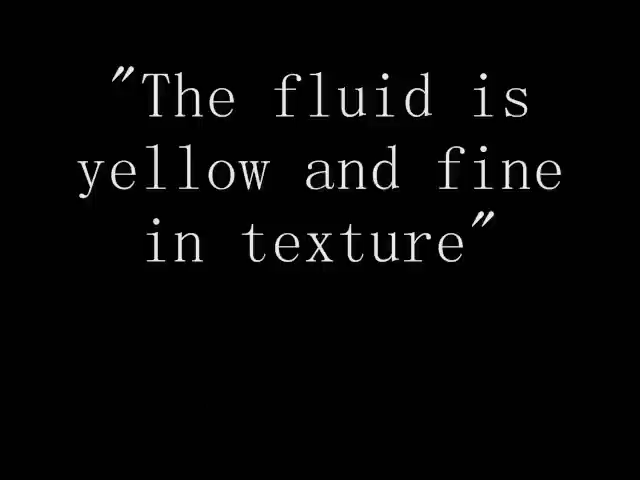 "The fluid is
yellow and fine
in texture"